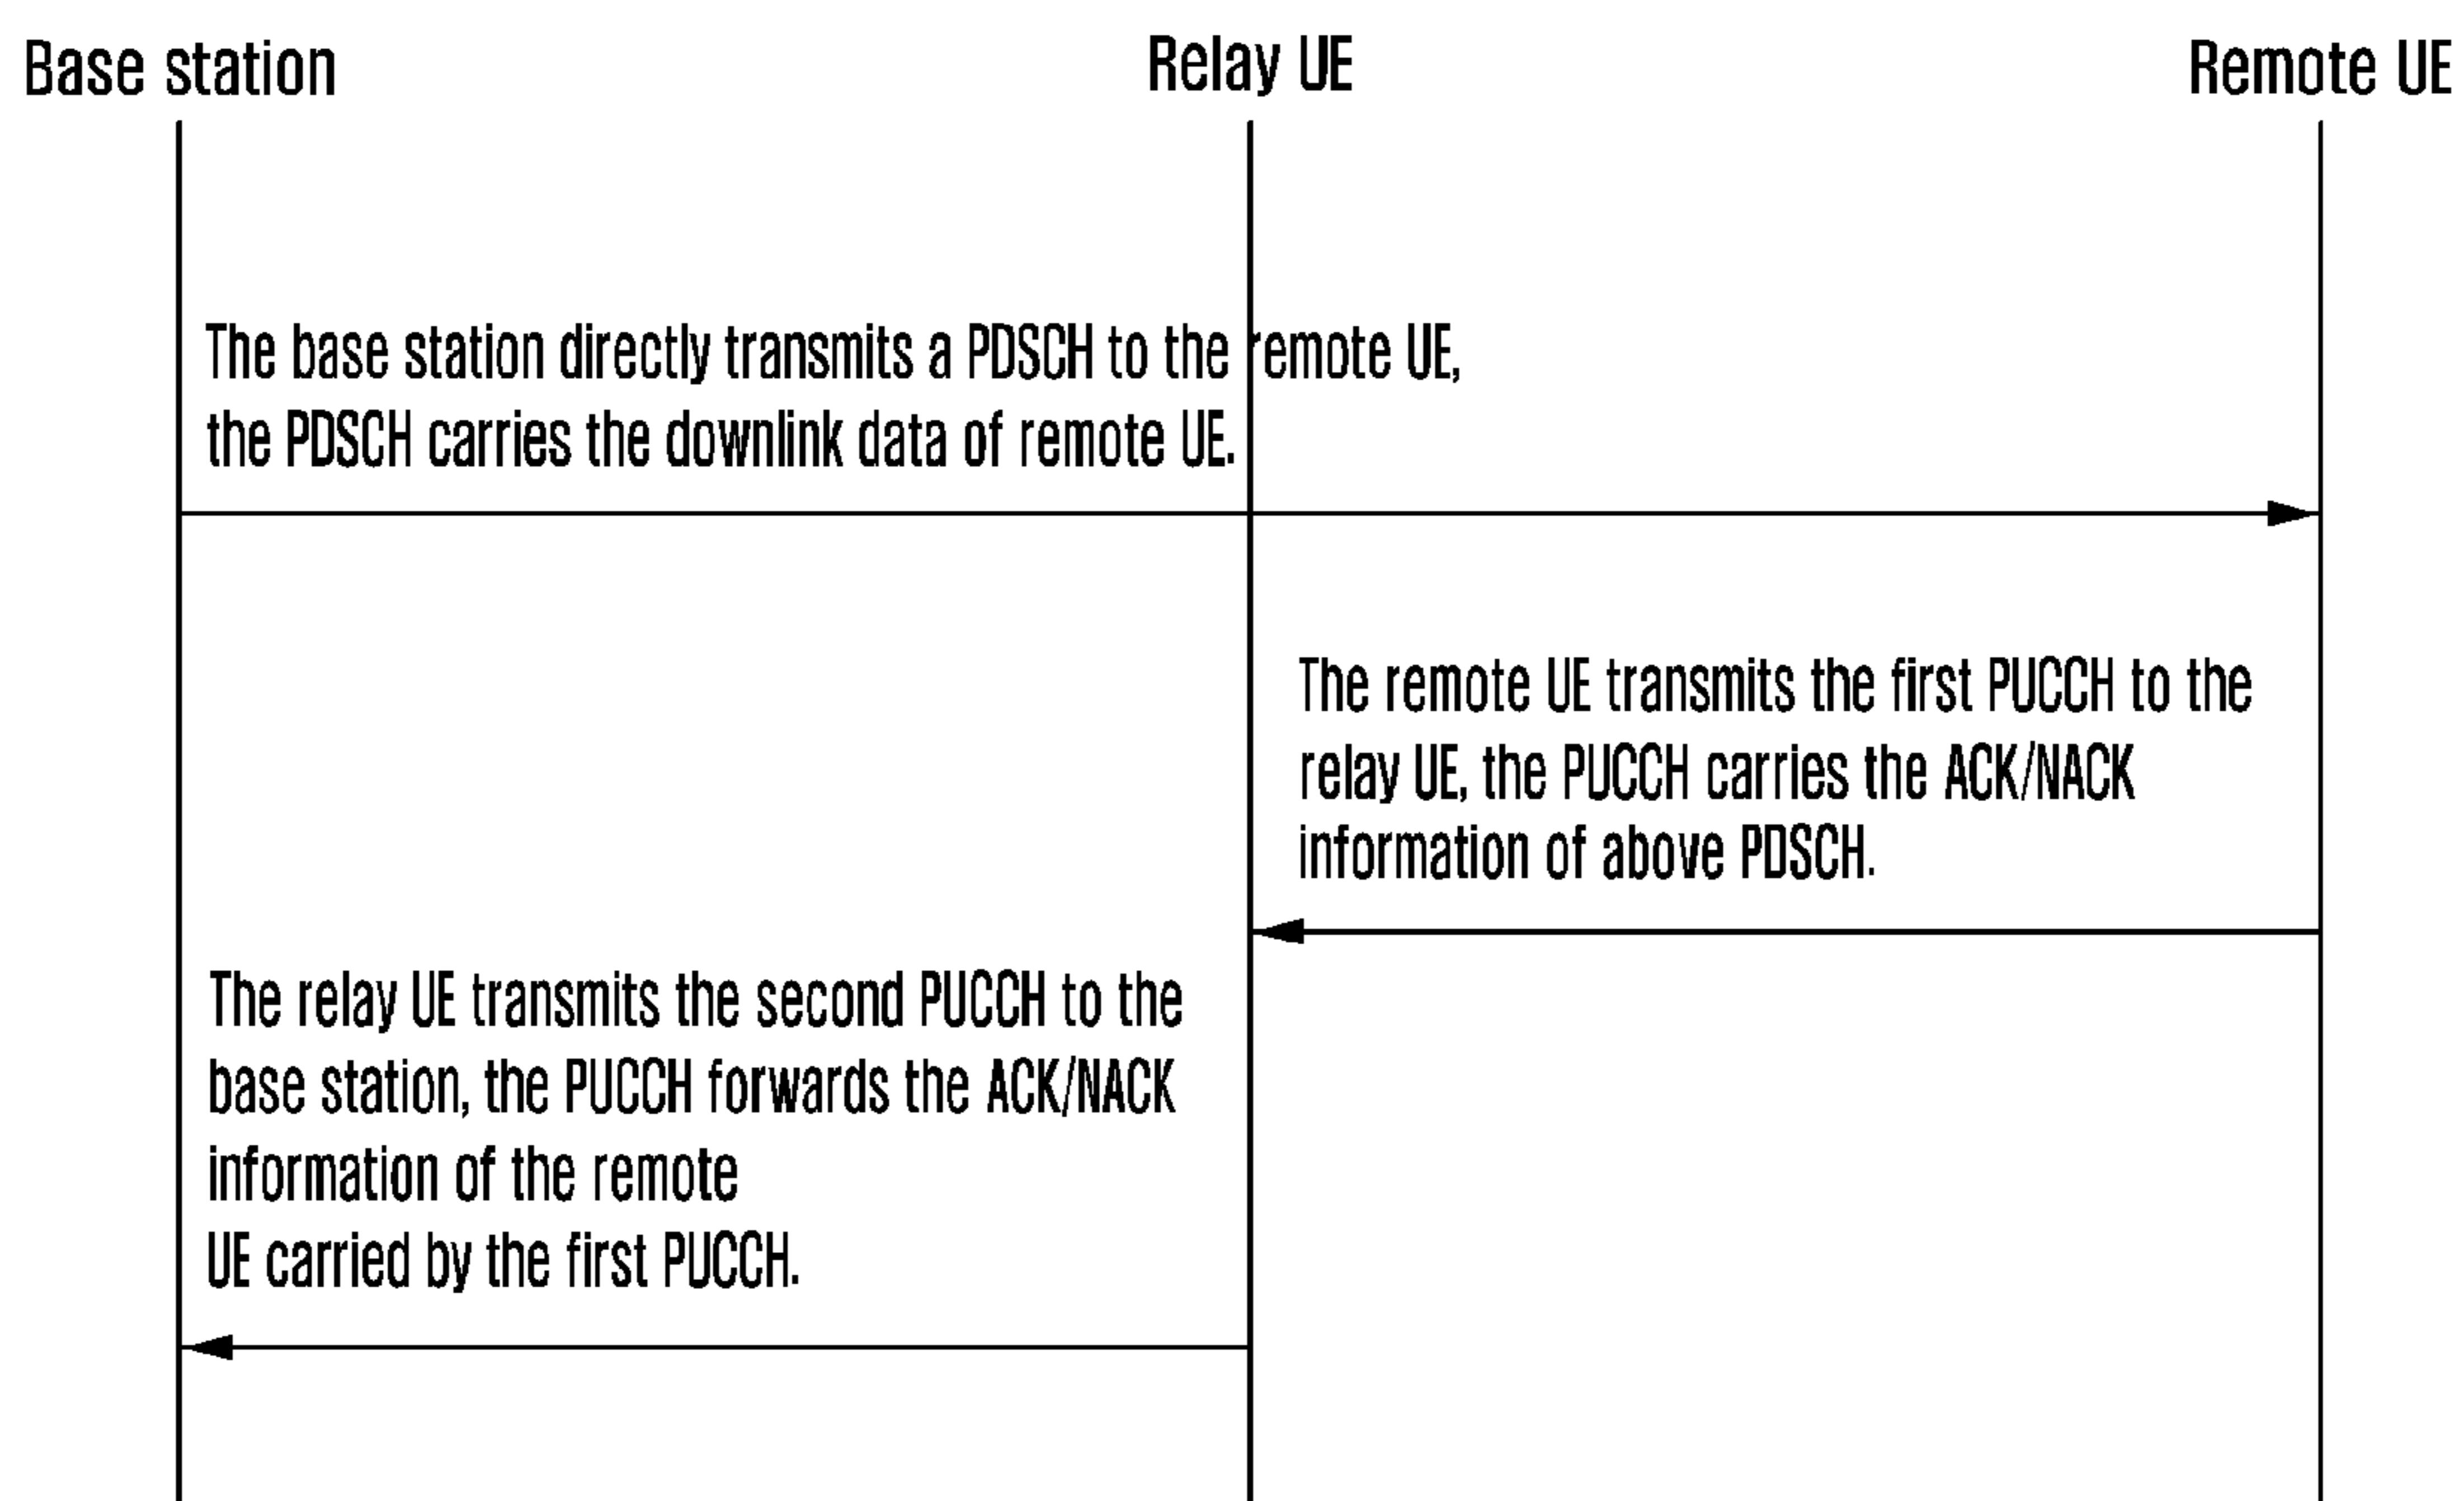 Base station
Relay UE
Remote UE
The base station directly transmits a PDSCH to the remote UE,
the PDSCH carries the downlink data of remote UE.
The remote UE transmits the first PUCCH to the
relay UE, the PUCCH carries the ACK/NACK
information of above PDSCH.
The relay UE transmits the second PUCCH to the
base station, the PUCCH forwards the ACK/NACK
information of the remote
UE carried by the first PUCCH.